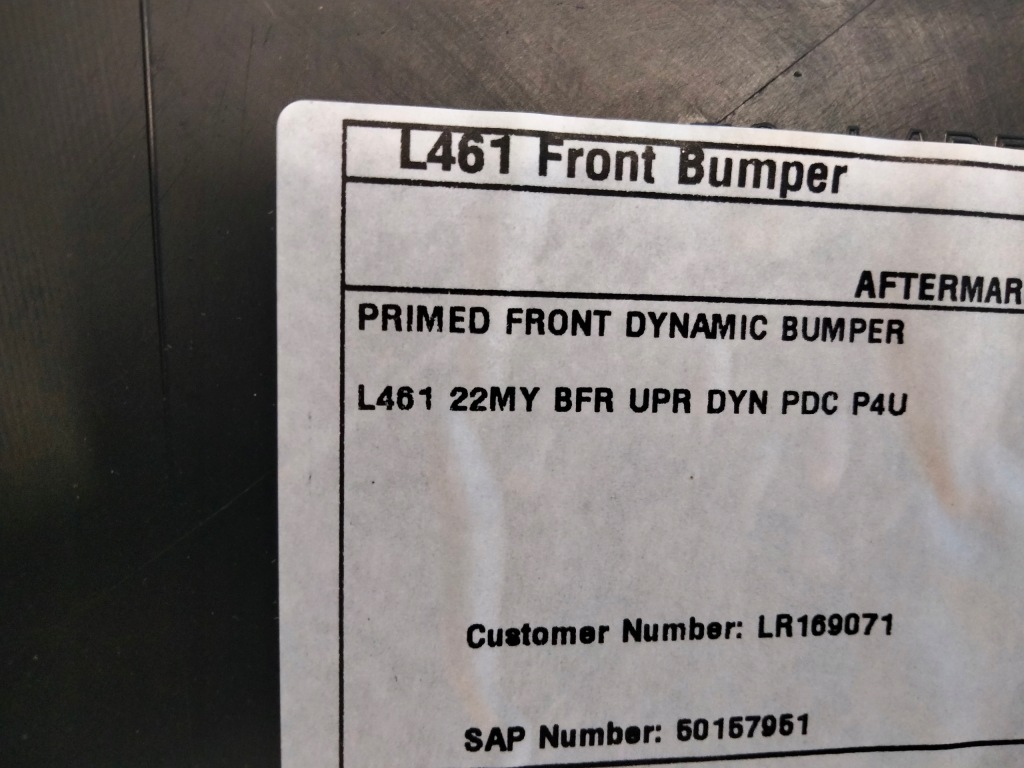 L461 Front Bumper
AFTERMAR
PRIMED FRONT DYNAMIC BUMPER
L461 22MY BFR UPR DYN PDC P4U
Customer Number: LR169071
SAP Number: 50157951